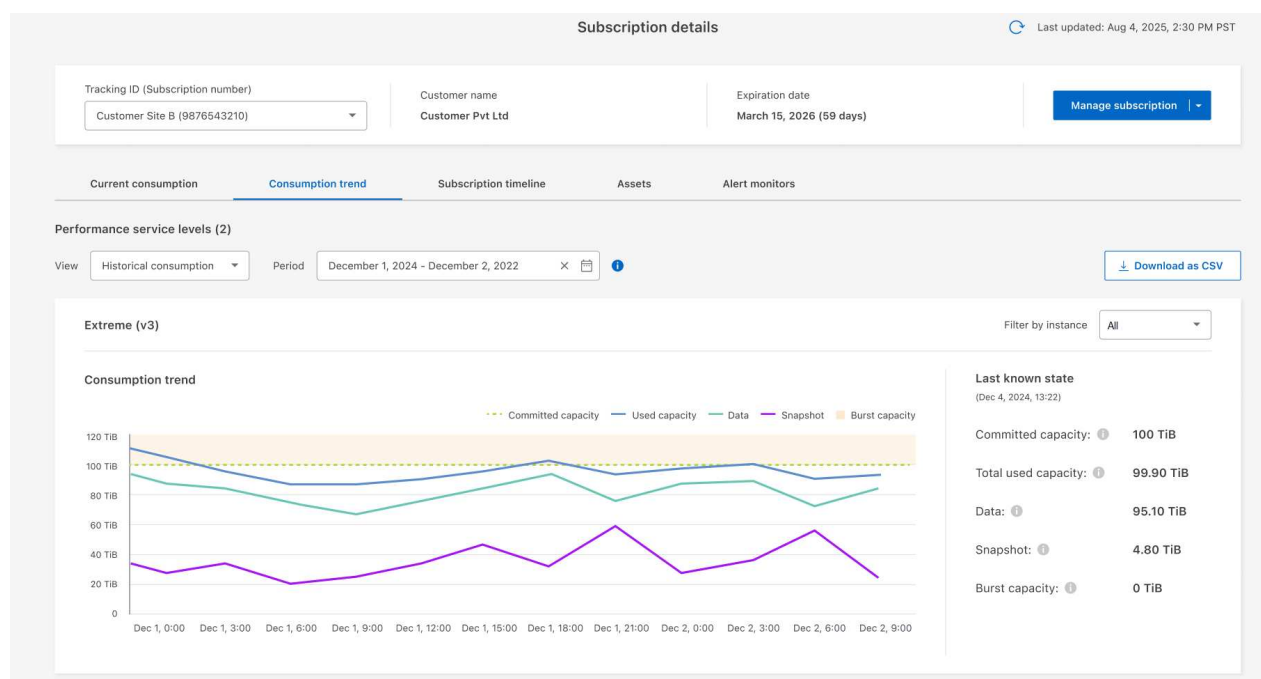 Subscription details
Last updated: Aug 4, 2025, 2:30 PM PST
Tracking ID (Subscription number)
Customer Site B (9876543210)
Customer name
Customer Pvt Ltd
Expiration date
March 15, 2026 (59 days)
Manage subscription
Current consumption
Consumption trend
Subscription timeline
Assets
Alert monitors
Performance service levels (2)
View
Historical consumption
Period
December 1, 2024 - December 2, 2022
Download as CSV
Extreme (v3)
Filter by instance
All
Consumption trend
Committed capacity
Used capacity
Data
Snapshot
Burst capacity
120 TiB
100 TiB
80 TiB
60 TiB
40 TiB
20 TiB
0
Dec 1, 0:00
Dec 1, 3:00
Dec 1, 6:00
Dec 1, 9:00
Dec 1, 12:00
Dec 1, 15:00
Dec 1, 18:00
Dec 1, 21:00
Dec 2, 0:00
Dec 2, 3:00
Dec 2, 6:00
Dec 2, 9:00
Last known state
(Dec 4, 2024, 13:22)
Committed capacity: 100 TiB
Total used capacity: 99.90 TiB
Data: 95.10 TiB
Snapshot: 4.80 TiB
Burst capacity: 0 TiB